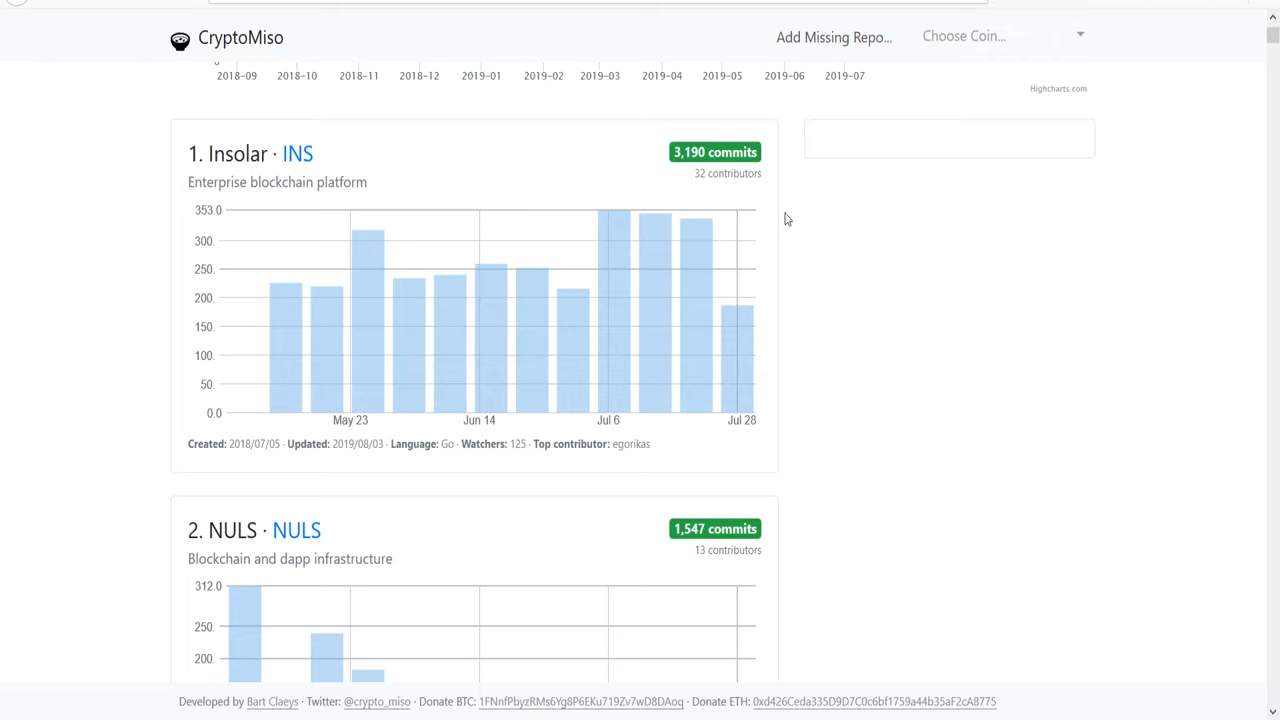 CryptoMiso
Add Missing Repo...
Choose Coin...
2018-09 2018-10 2018-11 2018-12 2019-01 2019-02 2019-03 2019-04 2019-05 2019-06 2019-07
Highcharts.com
1. Insolar · INS
3,190 commits
32 contributors
Enterprise blockchain platform
353.0
300.
250.
200.
150.
100.
50.
0.0
May 23 Jun 14 Jul 6 Jul 28
Created: 2018/07/05 · Updated: 2019/08/03 · Language: Go · Watchers: 125 · Top contributor: egorikas
2. NULS · NULS
1,547 commits
13 contributors
Blockchain and dapp infrastructure
312.0
250.
200.
Developed by Bart Claeys · Twitter: @crypto_miso · Donate BTC: 1FNnfPbyzRMs6Yg8P6EKu719Zv7wD8DAoq · Donate ETH: 0xd426Ceda335D9D7C0c6bf1759a44b35aF2cA8775